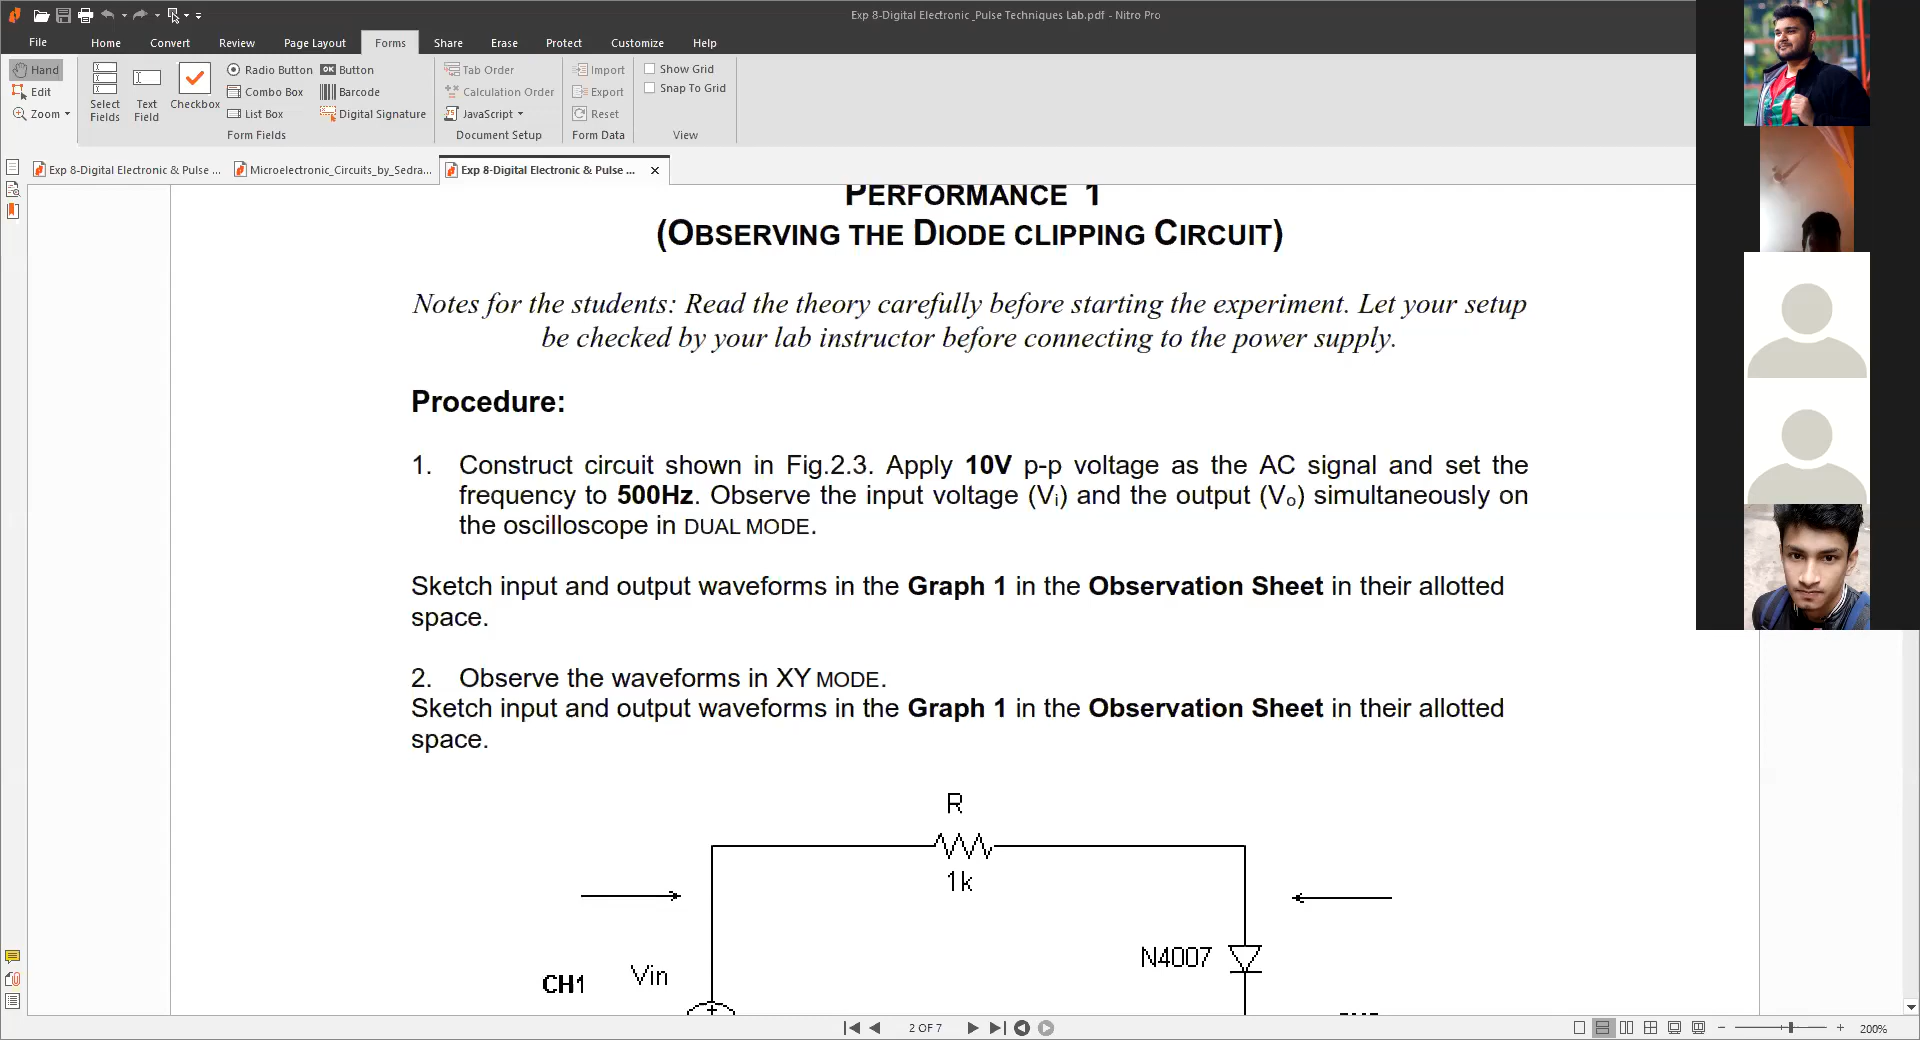 Exp 8-Digital Electronic _Pulse Techniques Lab.pdf - Nitro Pro
File Home Convert Review Page Layout Forms Share Erase Protect Customize Help
Hand
Edit
Zoom
Select Fields
Text Field
Checkbox
Radio Button
Combo Box
List Box
OK Button
Barcode
Digital Signature
Form Fields
Tab Order
Calculation Order
JavaScript
Document Setup
Import
Export
Reset
Form Data
Show Grid
Snap To Grid
View
Exp 8-Digital Electronic & Pulse ...
Microelectronic_Circuits_by_Sedra...
Exp 8-Digital Electronic & Pulse ...
PERFORMANCE 1
(OBSERVING THE DIODE CLIPPING CIRCUIT)
Notes for the students: Read the theory carefully before starting the experiment. Let your setup
be checked by your lab instructor before connecting to the power supply.
Procedure:
1. Construct circuit shown in Fig.2.3. Apply 10V p-p voltage as the AC signal and set the
frequency to 500Hz. Observe the input voltage (Vi) and the output (Vo) simultaneously on
the oscilloscope in DUAL MODE.
Sketch input and output waveforms in the Graph 1 in the Observation Sheet in their allotted
space.
2. Observe the waveforms in XY MODE.
Sketch input and output waveforms in the Graph 1 in the Observation Sheet in their allotted
space.
R
1k
N4007
Vin
CH1
2 OF 7
200%